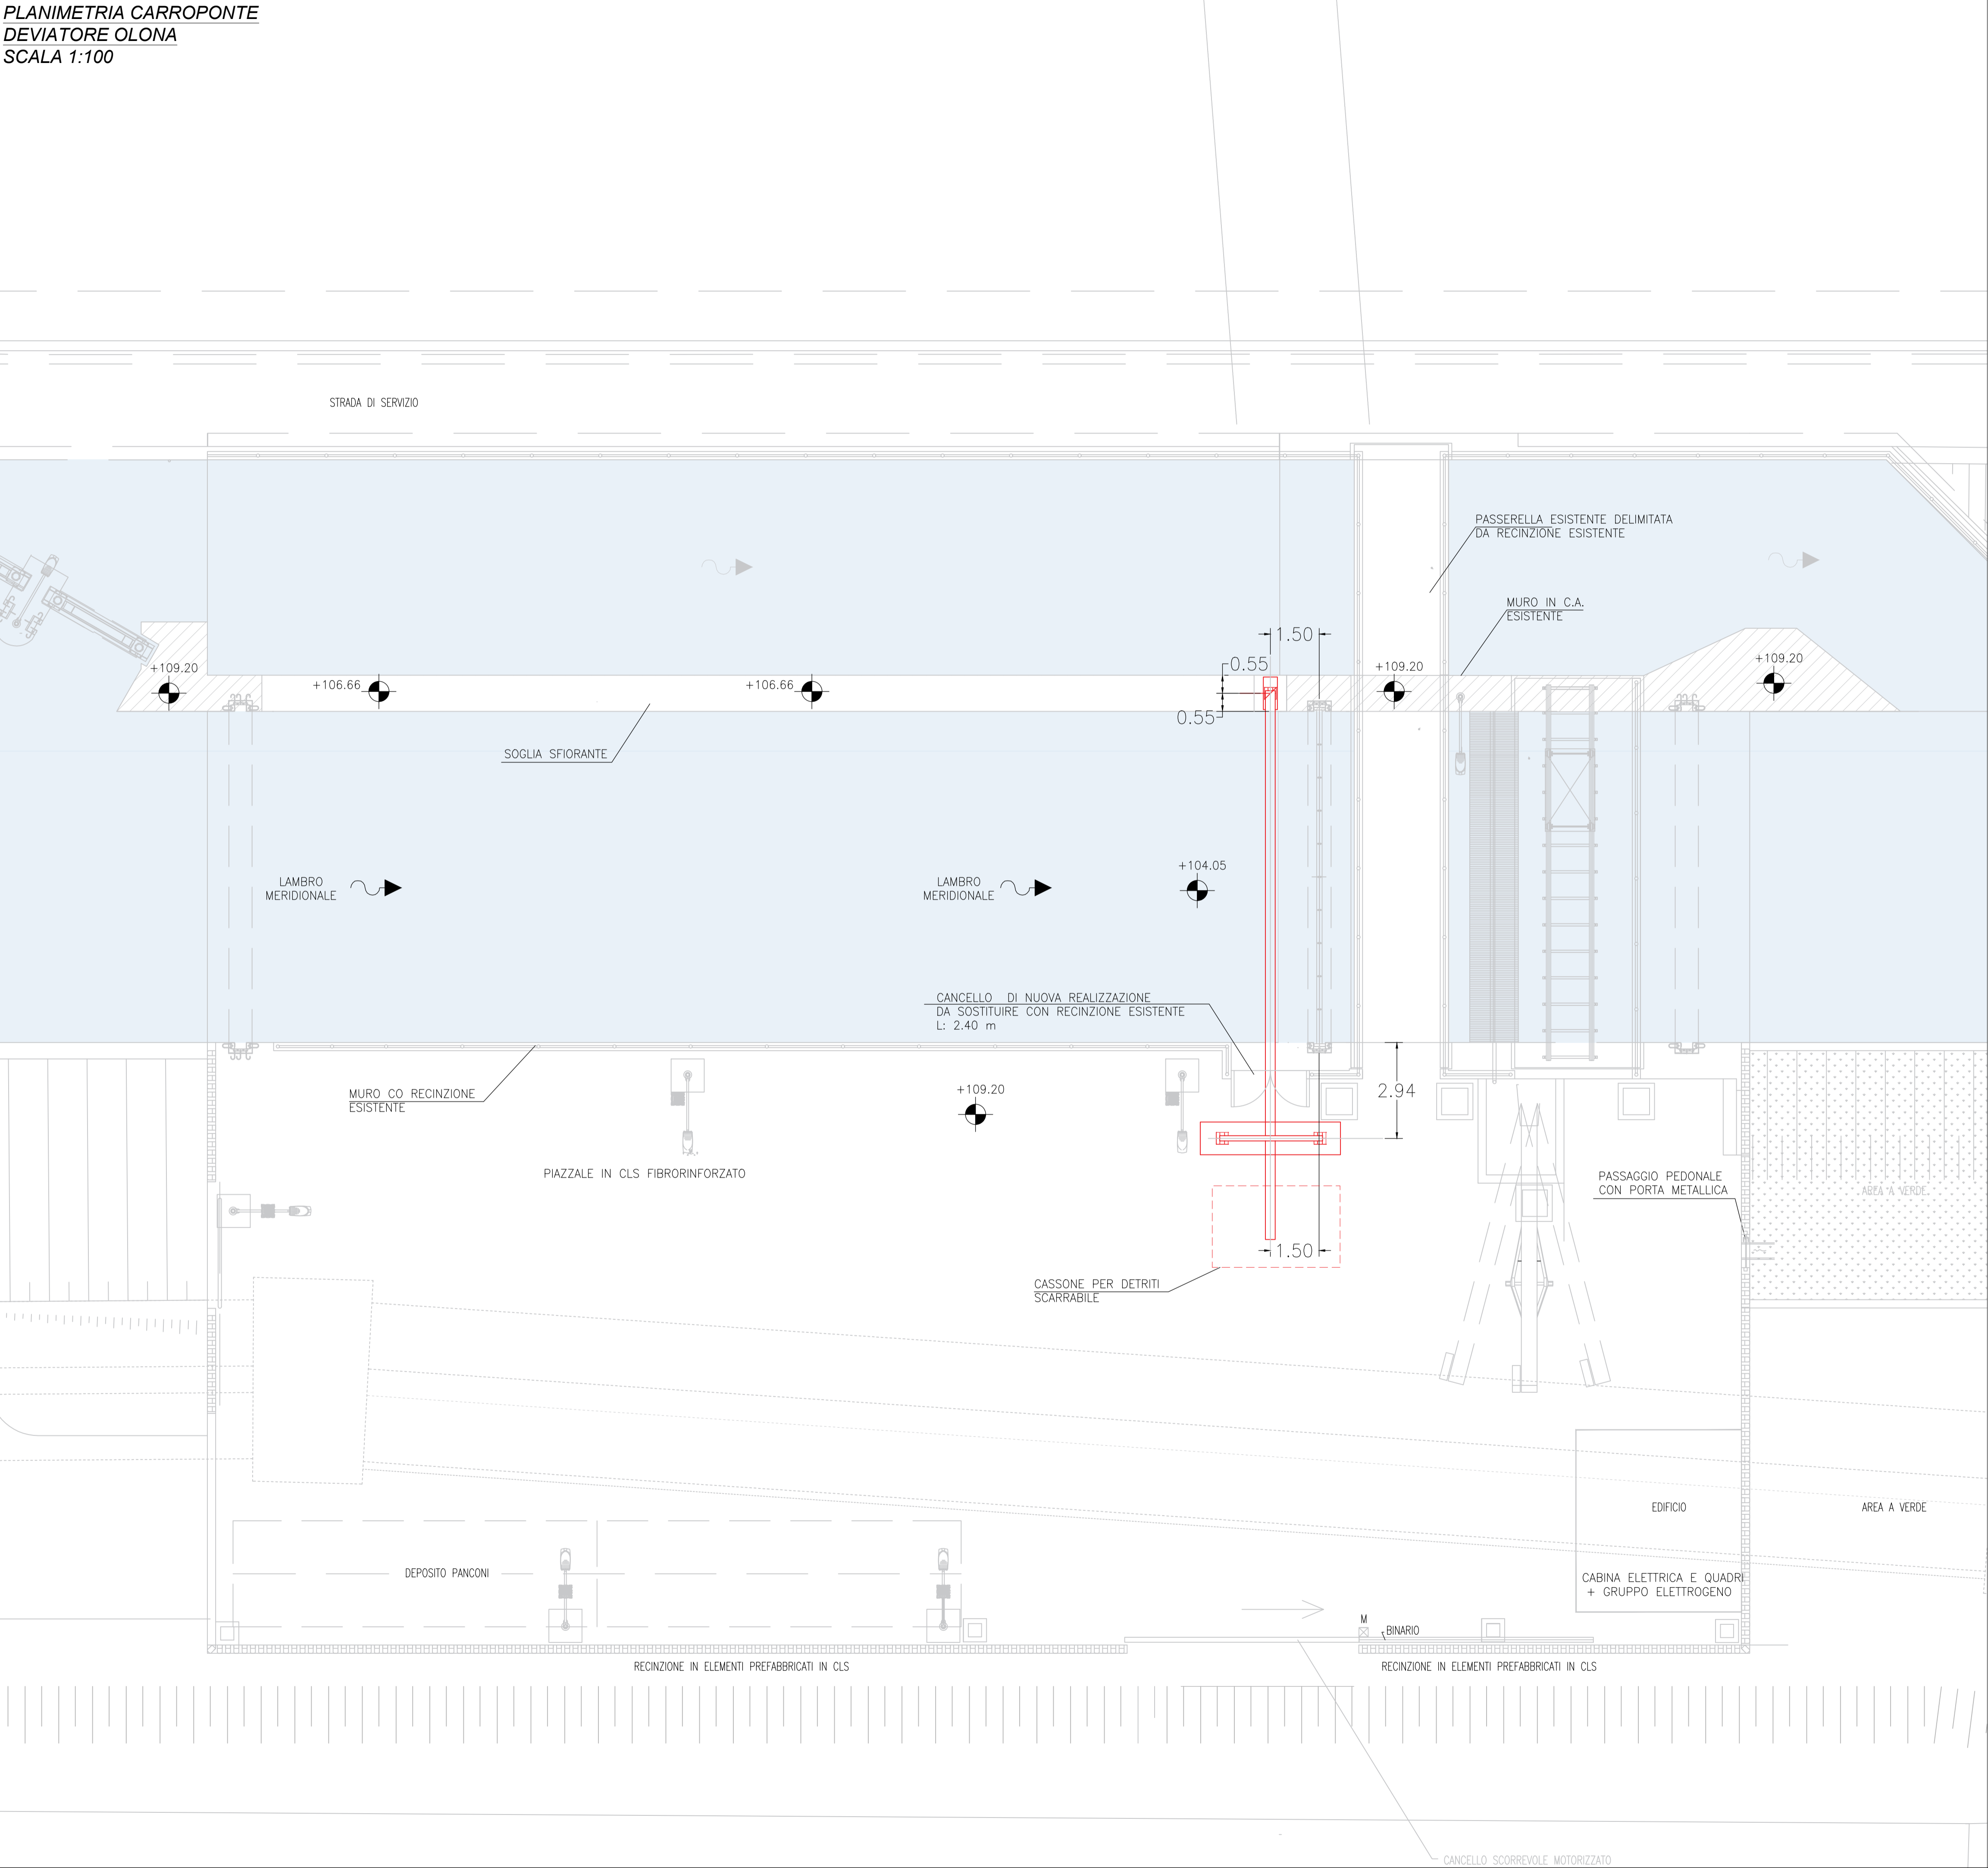 PLANIMETRIA CARROPONTE
DEVIATORE OLONA
SCALA 1:100
STRADA DI SERVIZIO
PASSERELLA ESISTENTE DELIMITATA
DA RECINZIONE ESISTENTE
MURO IN C.A.
ESISTENTE
1.50
0.55
+109.20
+106.66
+106.66
+109.20
+109.20
0.55
SOGLIA SFIORANTE
+104.05
LAMBRO
MERIDIONALE
LAMBRO
MERIDIONALE
CANCELLO DI NUOVA REALIZZAZIONE
DA SOSTITUIRE CON RECINZIONE ESISTENTE
L: 2.40 m
MURO CO RECINZIONE
ESISTENTE
+109.20
2.94
PIAZZALE IN CLS FIBRORINFORZATO
PASSAGGIO PEDONALE
CON PORTA METALLICA
AREA A VERDE
1.50
CASSONE PER DETRITI
SCARRABILE
EDIFICIO
AREA A VERDE
DEPOSITO PANCONI
CABINA ELETTRICA E QUADRI
+ GRUPPO ELETTROGENO
M
BINARIO
RECINZIONE IN ELEMENTI PREFABBRICATI IN CLS
RECINZIONE IN ELEMENTI PREFABBRICATI IN CLS
CANCELLO SCORREVOLE MOTORIZZATO